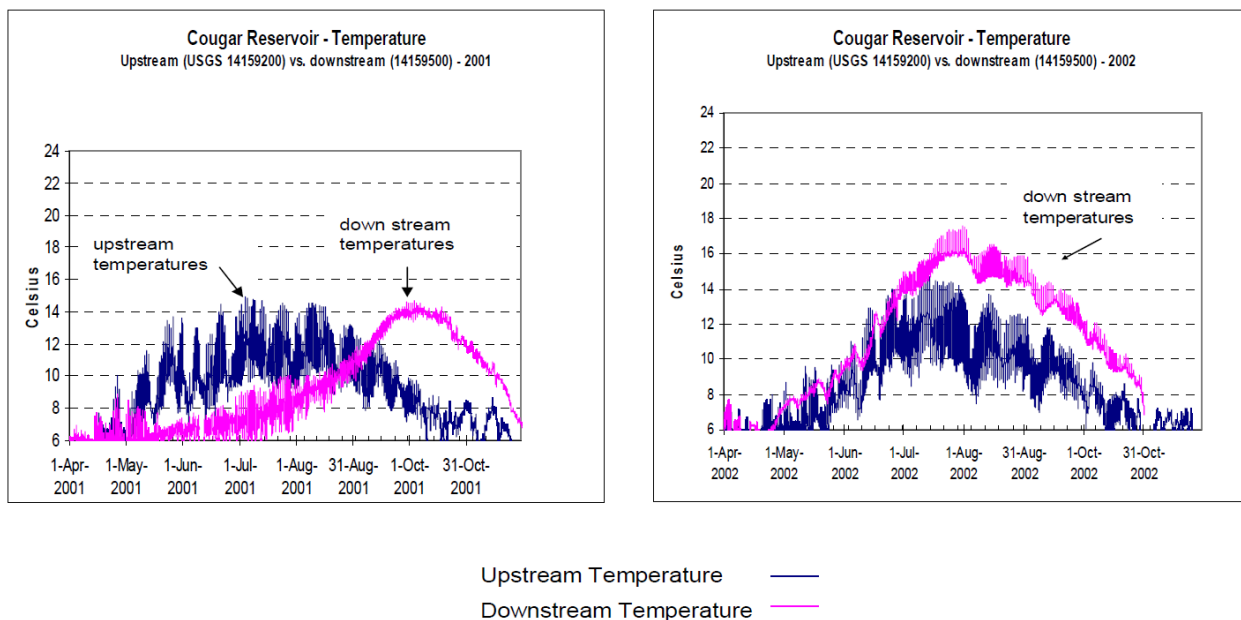 Cougar Reservoir - Temperature
Upstream (USGS 14159200) vs. downstream (14159500) - 2001
24
22
20
18
16
14
12
10
8
6
Celsius
upstream
temperatures
down stream
temperatures
1-Apr-
2001
1-May-
2001
1-Jun-
2001
1-Jul-
2001
1-Aug-
2001
31-Aug-
2001
1-Oct-
2001
31-Oct-
2001
Cougar Reservoir - Temperature
Upstream (USGS 14159200) vs. downstream (14159500) - 2002
24
22
20
18
16
14
12
10
8
6
down stream
temperatures
1-Apr-
2002
1-May-
2002
1-Jun-
2002
1-Jul-
2002
1-Aug-
2002
31-Aug-
2002
1-Oct-
2002
31-Oct-
2002
Upstream Temperature
Downstream Temperature